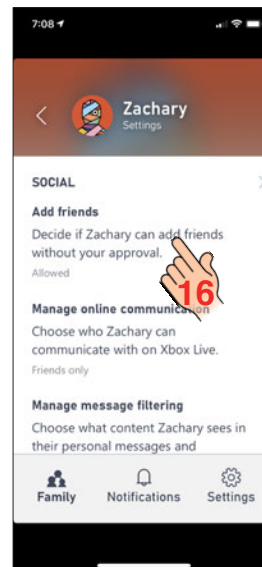 7:08
Zachary
Settings
SOCIAL
Add friends
Decide if Zachary can add friends
without your approval.
Allowed
16
Manage online communication
Choose who Zachary can
communicate with on Xbox Live.
Friends only
Manage message filtering
Choose what content Zachary sees in
their personal messages and
Family Notifications Settings